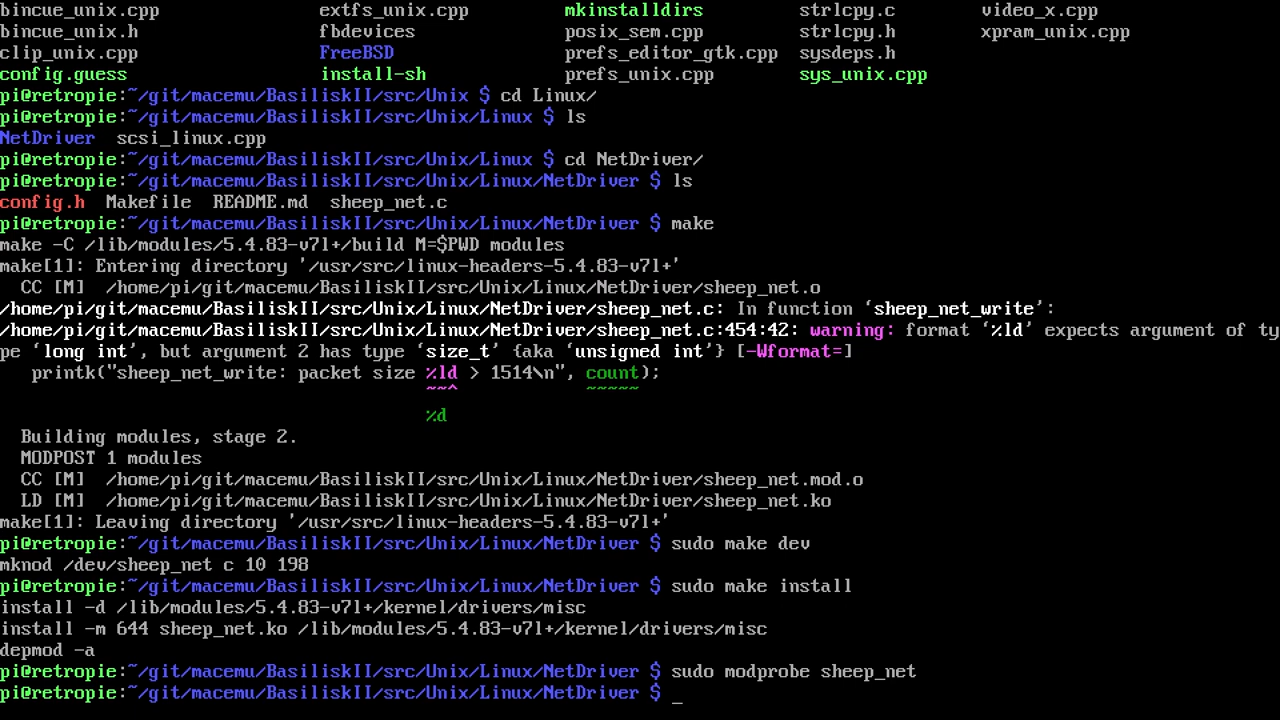 bincue_unix.cpp extfs_unix.cpp mkinstalldirs strlcpy.c video_x.cpp
bincue_unix.h fbdevices posix_sem.cpp strlcpy.h xpram_unix.cpp
clip_unix.cpp FreeBSD prefs_editor_gtk.cpp sysdeps.h
config.guess install-sh prefs_unix.cpp sys_unix.cpp
pi@retropie:~/git/macemu/BasiliskII/src/Unix $ cd Linux/
pi@retropie:~/git/macemu/BasiliskII/src/Unix/Linux $ ls
NetDriver scsi_linux.cpp
pi@retropie:~/git/macemu/BasiliskII/src/Unix/Linux $ cd NetDriver/
pi@retropie:~/git/macemu/BasiliskII/src/Unix/Linux/NetDriver $ ls
config.h Makefile README.md sheep_net.c
pi@retropie:~/git/macemu/BasiliskII/src/Unix/Linux/NetDriver $ make
make -C /lib/modules/5.4.83-v7l+/build M=$PWD modules
make[1]: Entering directory '/usr/src/linux-headers-5.4.83-v7l+'
  CC [M]  /home/pi/git/macemu/BasiliskII/src/Unix/Linux/NetDriver/sheep_net.o
/home/pi/git/macemu/BasiliskII/src/Unix/Linux/NetDriver/sheep_net.c: In function ‘sheep_net_write’:
/home/pi/git/macemu/BasiliskII/src/Unix/Linux/NetDriver/sheep_net.c:454:42: warning: format ‘%ld’ expects argument of ty
pe ‘long int’, but argument 2 has type ‘size_t’ {aka ‘unsigned int’} [-Wformat=]
   printk("sheep_net_write: packet size %ld > 1514\n", count);
                                        ~~^            ~~~~~
                                        %d
  Building modules, stage 2.
  MODPOST 1 modules
  CC [M]  /home/pi/git/macemu/BasiliskII/src/Unix/Linux/NetDriver/sheep_net.mod.o
  LD [M]  /home/pi/git/macemu/BasiliskII/src/Unix/Linux/NetDriver/sheep_net.ko
make[1]: Leaving directory '/usr/src/linux-headers-5.4.83-v7l+'
pi@retropie:~/git/macemu/BasiliskII/src/Unix/Linux/NetDriver $ sudo make dev
mknod /dev/sheep_net c 10 198
pi@retropie:~/git/macemu/BasiliskII/src/Unix/Linux/NetDriver $ sudo make install
install -d /lib/modules/5.4.83-v7l+/kernel/drivers/misc
install -m 644 sheep_net.ko /lib/modules/5.4.83-v7l+/kernel/drivers/misc
depmod -a
pi@retropie:~/git/macemu/BasiliskII/src/Unix/Linux/NetDriver $ sudo modprobe sheep_net
pi@retropie:~/git/macemu/BasiliskII/src/Unix/Linux/NetDriver $ _